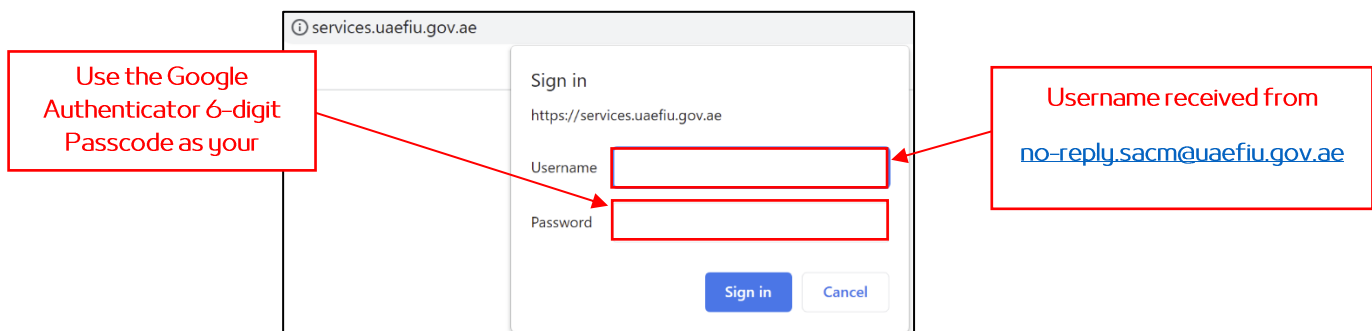 services.uaefiu.gov.ae
Use the Google
Authenticator 6-digit
Passcode as your
Sign in
https://services.uaefiu.gov.ae
Username
Password
Sign in
Cancel
Username received from
no-reply.sacm@uaefiu.gov.ae